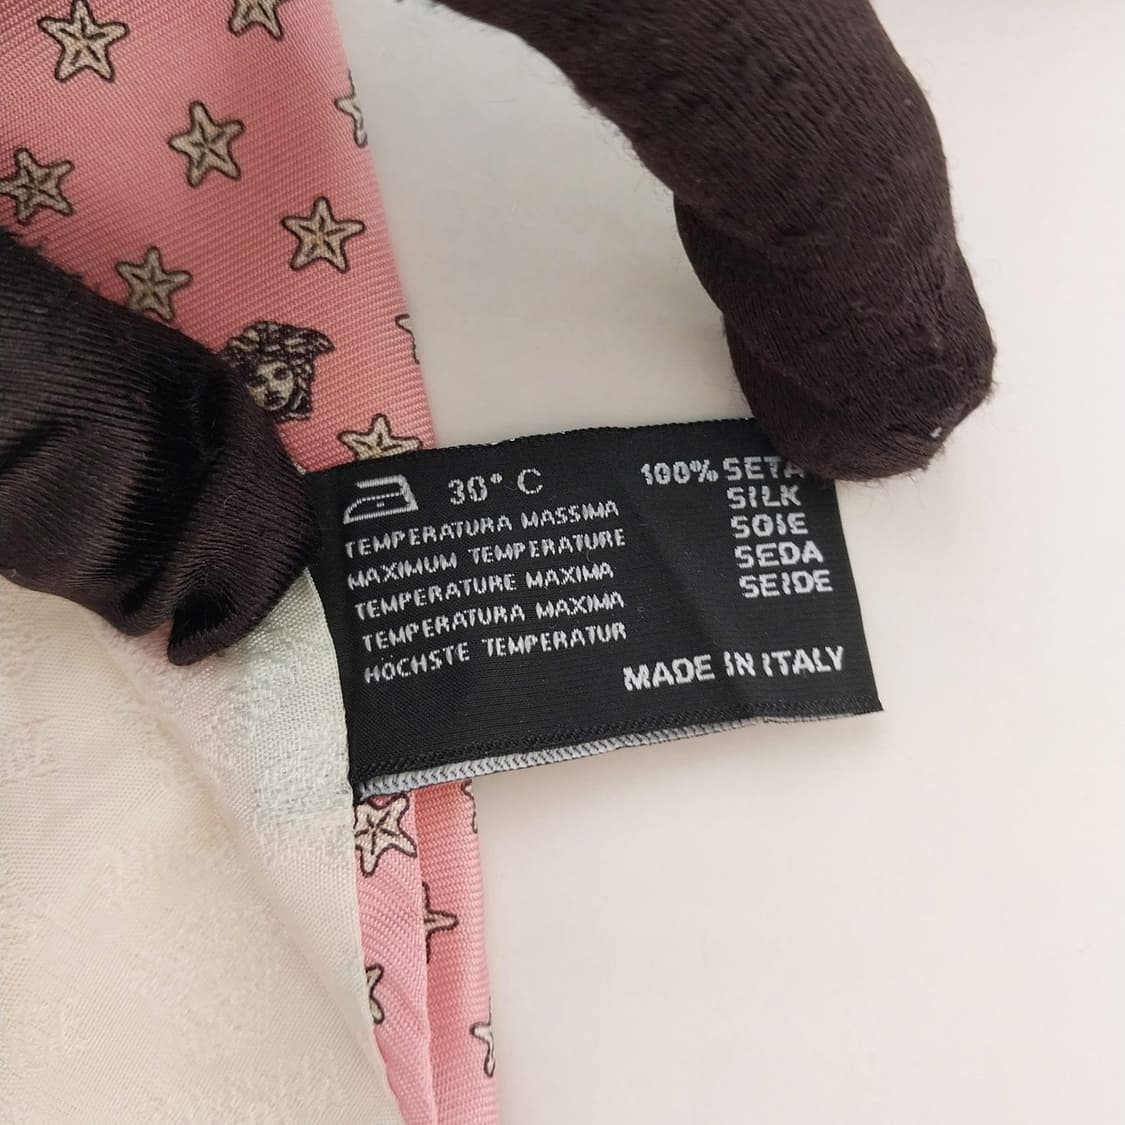 30° C
TEMPERATURA MASSIMA
MAXIMUM TEMPERATURE
TEMPERATURE MAXIMA
TEMPERATURA MAXIMA
HÖCHSTE TEMPERATUR
100% SETA
SILK
SOIE
SEDA
SEIDE
MADE IN ITALY